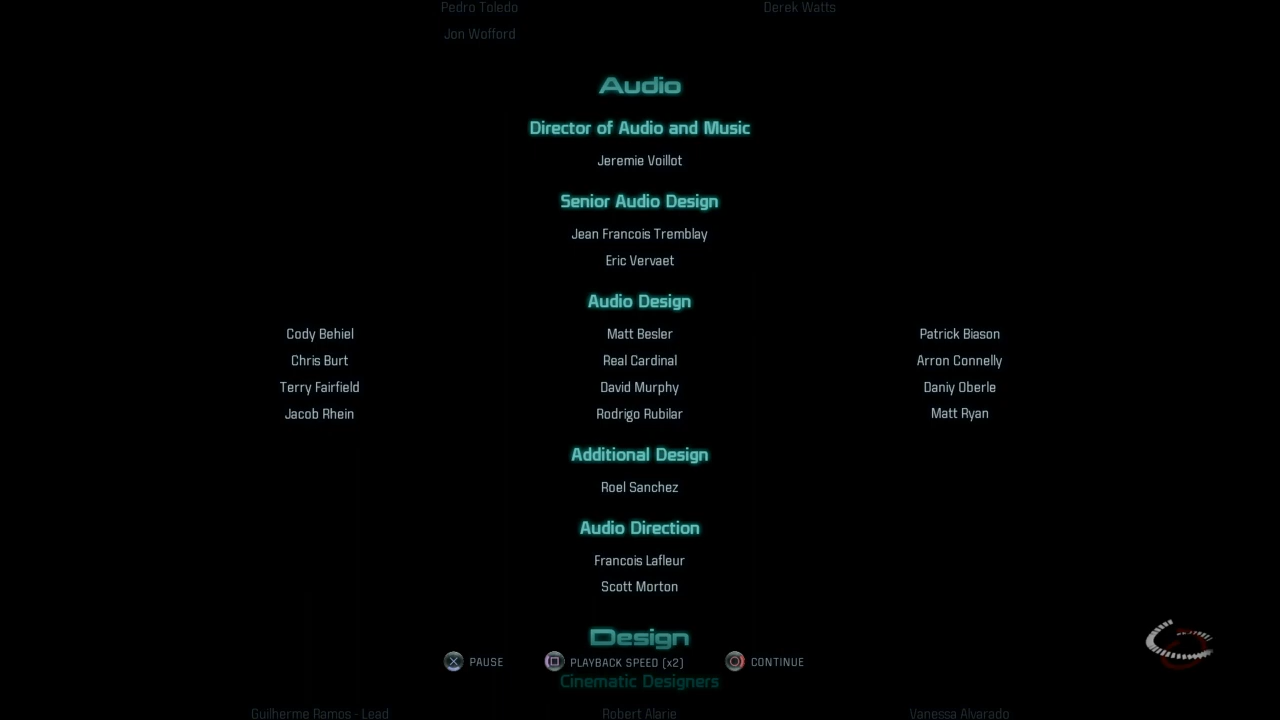 Pedro Toledo Derek Watts
Jon Wofford
Audio
Director of Audio and Music
Jeremie Voillot
Senior Audio Design
Jean Francois Tremblay
Eric Vervaet
Audio Design
Cody Behiel Matt Besler Patrick Biason
Chris Burt Real Cardinal Arron Connelly
Terry Fairfield David Murphy Daniy Oberle
Jacob Rhein Rodrigo Rubilar Matt Ryan
Additional Design
Roel Sanchez
Audio Direction
Francois Lafleur
Scott Morton
Design
PAUSE PLAYBACK SPEED [x2] CONTINUE
Cinematic Designers
Guilherme Ramos - Lead Robert Alarie Vanessa Alvarado